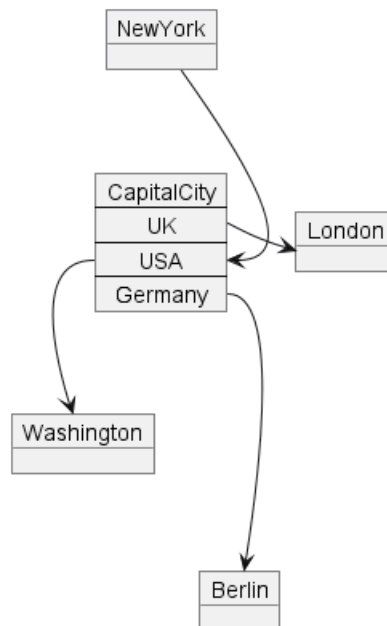 NewYork
CapitalCity
UK
London
USA
Germany
Washington
Berlin